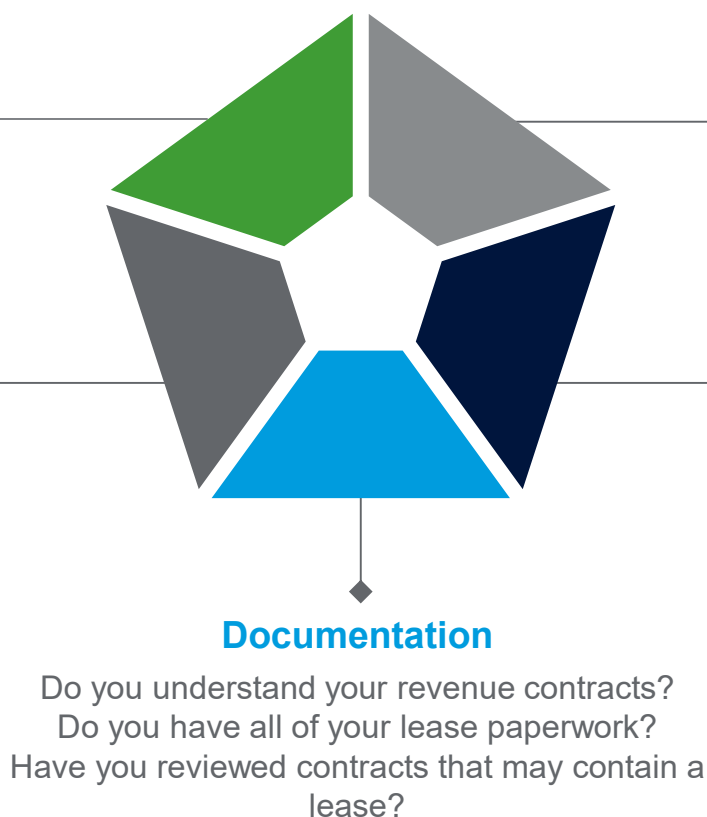 Documentation
Do you understand your revenue contracts?
Do you have all of your lease paperwork?
Have you reviewed contracts that may contain a
lease?